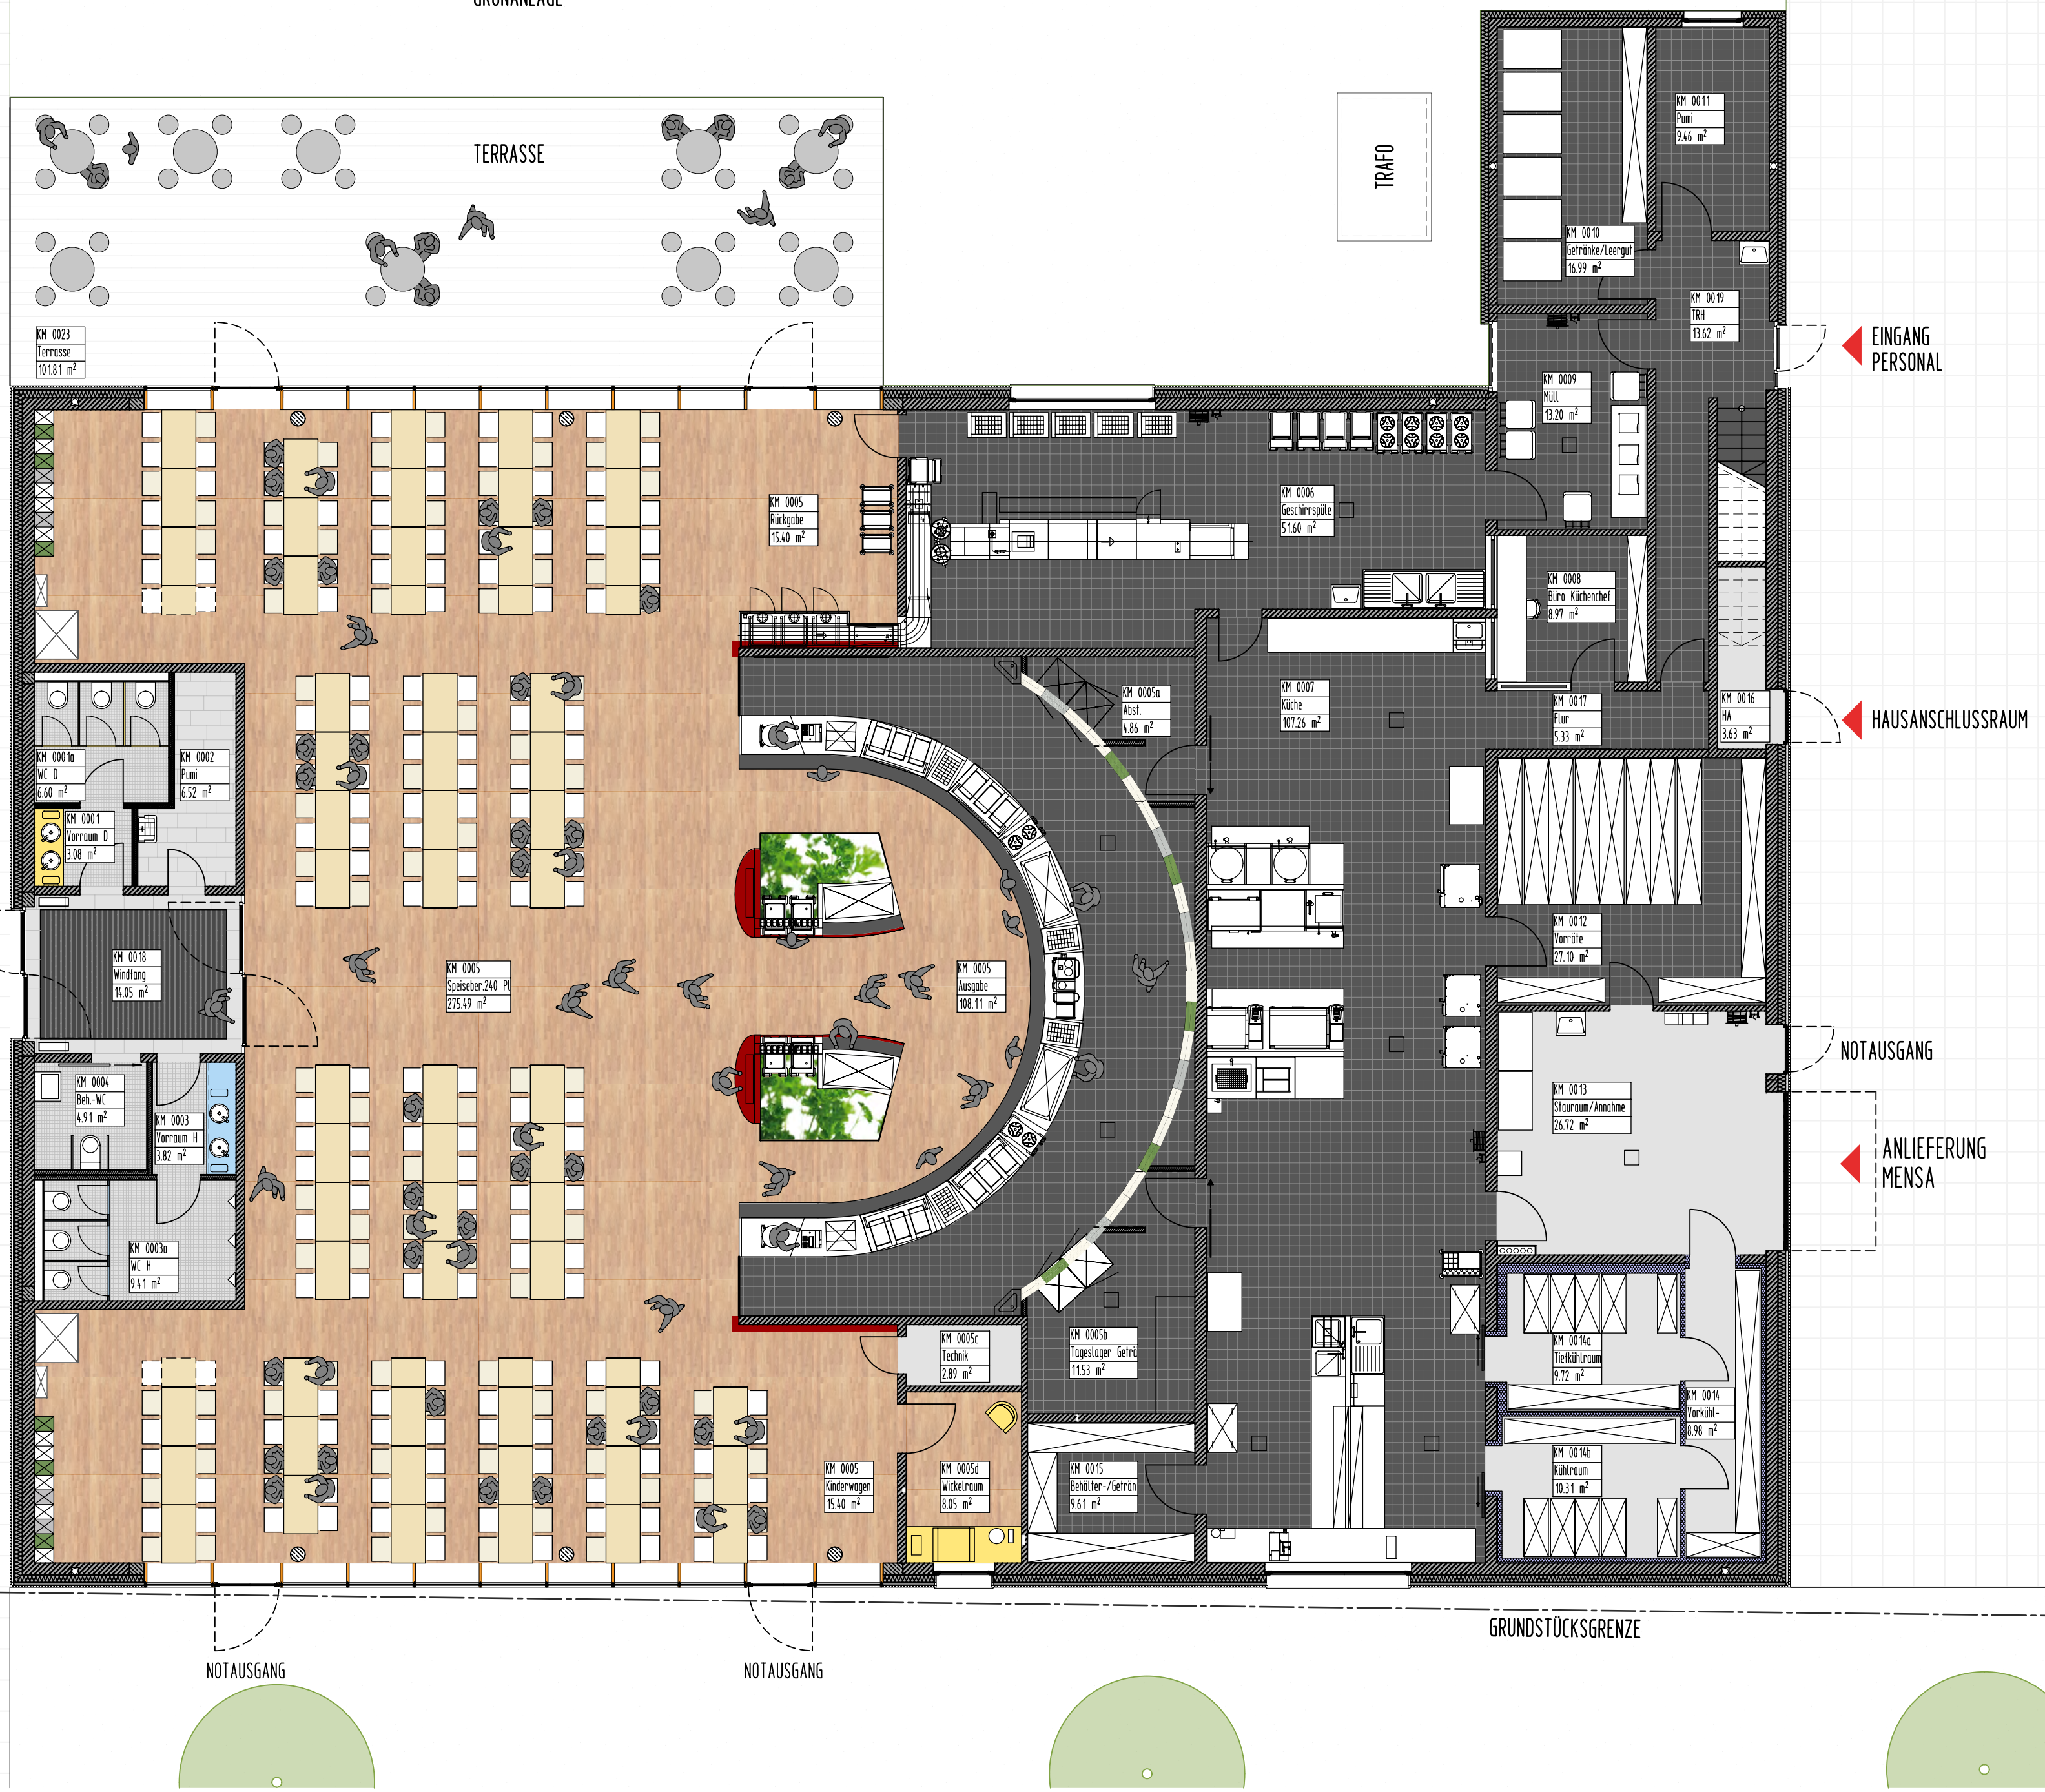 GRÜNANLAGE
TERRASSE
TRAFO
KM 0011
Pumi
9.46 m²
KM 0010
Getränke/Leergut
16.99 m²
KM 0019
TRH
13.62 m²
EINGANG
PERSONAL
KM 0023
Terrasse
101.81 m²
KM 0009
Müll
13.20 m²
KM 0005
Rückgabe
15.40 m²
KM 0006
Geschirrspüle
51.60 m²
KM 0008
Büro Küchenchef
8.97 m²
KM 0005a
Abst.
4.86 m²
KM 0007
Küche
107.26 m²
KM 0017
Flur
5.33 m²
KM 0016
HA
3.63 m²
HAUSANSCHLUSSRAUM
KM 0001a
WC D
6.60 m²
KM 0002
Pumi
6.52 m²
KM 0001
Vorraum D
3.08 m²
KM 0012
Vorräte
27.10 m²
KM 0018
Windfang
14.05 m²
KM 0005
Speiseber.240 Pl
275.49 m²
KM 0005
Ausgabe
108.11 m²
NOTAUSGANG
KM 0004
Beh.-WC
4.91 m²
KM 0003
Vorraum H
3.82 m²
KM 0013
Stauraum/Annahme
26.72 m²
ANLIEFERUNG
MENSA
KM 0003a
WC H
9.41 m²
KM 0005c
Technik
2.89 m²
KM 0005b
Tageslager Geträ
11.53 m²
KM 0014a
Tiefkühlraum
9.72 m²
KM 0014
Vorkühl-
8.98 m²
KM 0005
Kinderwagen
15.40 m²
KM 0005d
Wickelraum
8.05 m²
KM 0015
Behälter-/Geträn
9.61 m²
KM 0014b
Kühlraum
10.31 m²
GRUNDSTÜCKSGRENZE
NOTAUSGANG
NOTAUSGANG